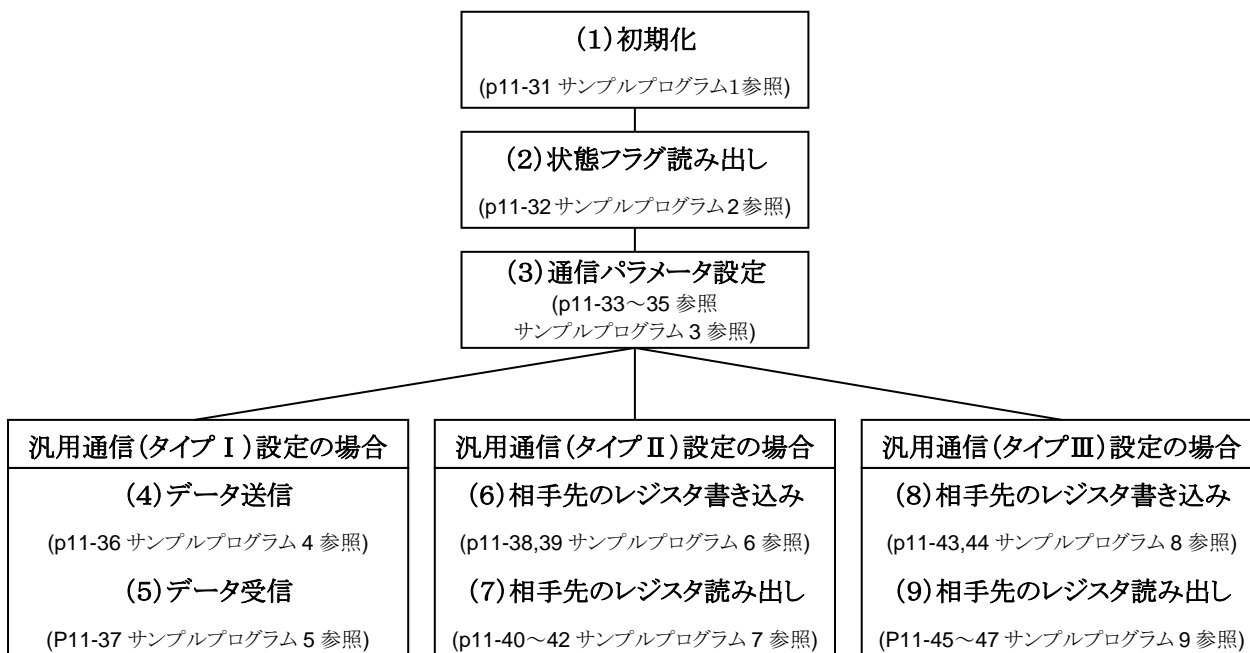 (1)初期化
(p11-31 サンプルプログラム1参照)
(2)状態フラグ読み出し
(p11-32 サンプルプログラム2参照)
(3)通信パラメータ設定
(p11-33～35 参照
サンプルプログラム 3 参照)
汎用通信(タイプⅠ)設定の場合
(4)データ送信
(p11-36 サンプルプログラム 4 参照)
(5)データ受信
(P11-37 サンプルプログラム 5 参照)
汎用通信(タイプⅡ)設定の場合
(6)相手先のレジスタ書き込み
(p11-38,39 サンプルプログラム 6 参照)
(7)相手先のレジスタ読み出し
(p11-40～42 サンプルプログラム 7 参照)
汎用通信(タイプⅢ)設定の場合
(8)相手先のレジスタ書き込み
(p11-43,44 サンプルプログラム 8 参照)
(9)相手先のレジスタ読み出し
(P11-45～47 サンプルプログラム 9 参照)